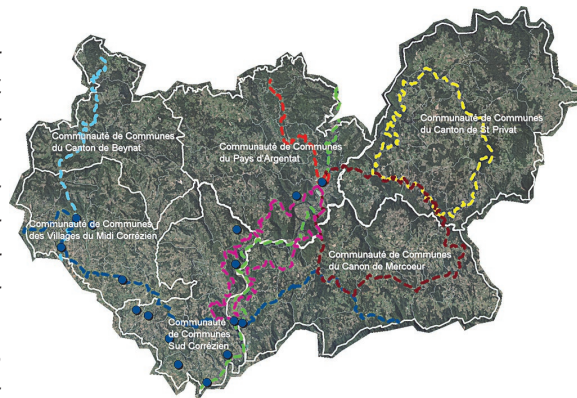 Communauté de Communes
du Canton de Beynat
Communauté de Communes
du Pays d'Argentat
Communauté de Communes
du Canton de St Privat
Communauté de Communes
des Villages du Midi Corrézien
Communauté de Communes
du Canon de Mercoeur
Communauté
de Communes
Sud Corrézien